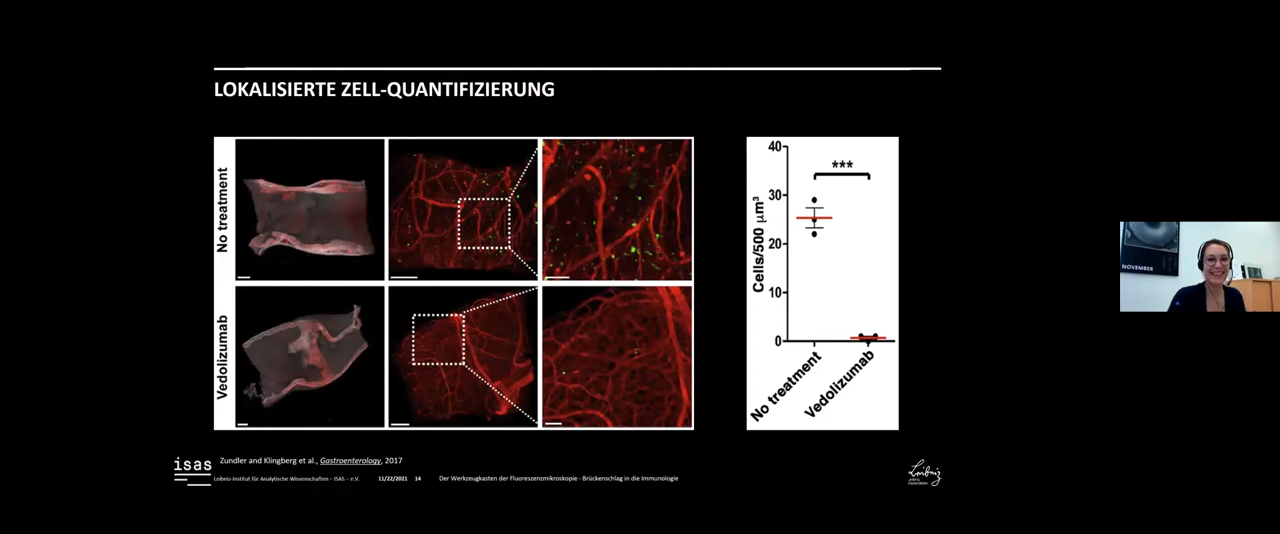 LOKALISIERTE ZELL-QUANTIFIZIERUNG
No treatment
Vedolizumab
40
30
20
10
0
Cells/500 µm³
***
No treatment
Vedolizumab
NOVEMBER
Zundler and Klingberg et al., Gastroenterology, 2017
isas
Leibniz-Institut für Analytische Wissenschaften – ISAS – e.V.
11/22/2021 14
Der Werkzeugkasten der Fluoreszenzmikroskopie - Brückenschlag in die Immunologie
Leibniz